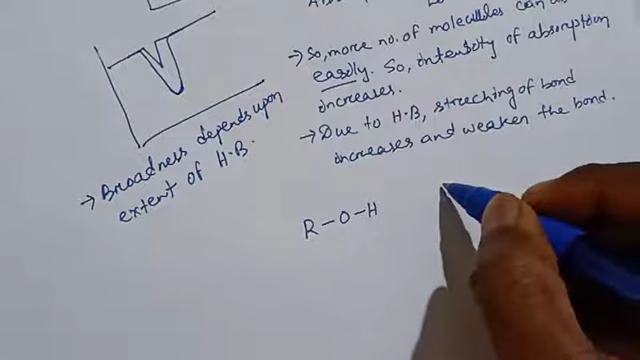 → So, more no. of molecules can
easily. So, intensity of absorption
increases.
→ Due to H·B, streching of bond
increases and weaken the bond.
→ Broadness depends upon
extent of H·B·
R-O-H